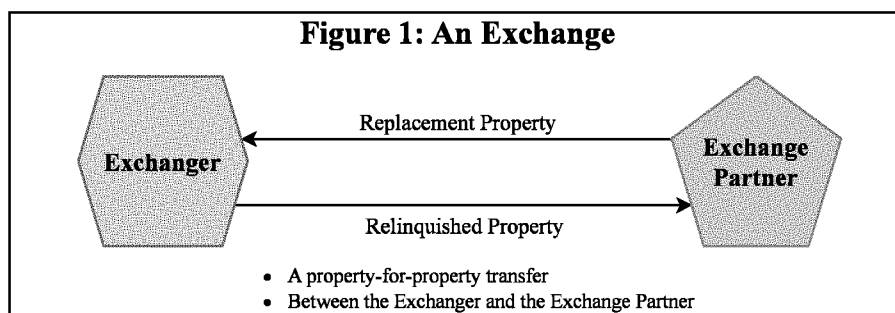 Figure 1: An Exchange
Replacement Property
Exchanger
Exchange
Partner
Relinquished Property
• A property-for-property transfer
• Between the Exchanger and the Exchange Partner